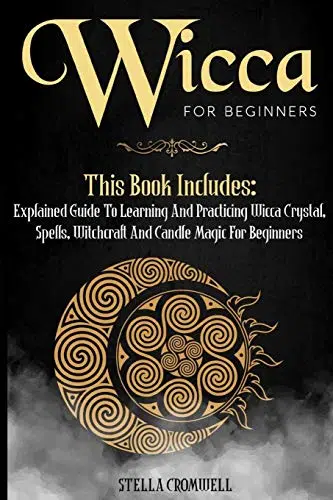 Wicca
FOR BEGINNERS
This Book Includes:
Explained Guide To Learning And Practicing Wicca Crystal,
Spells, Witchcraft And Candle Magic For Beginners
STELLA CROMWELL